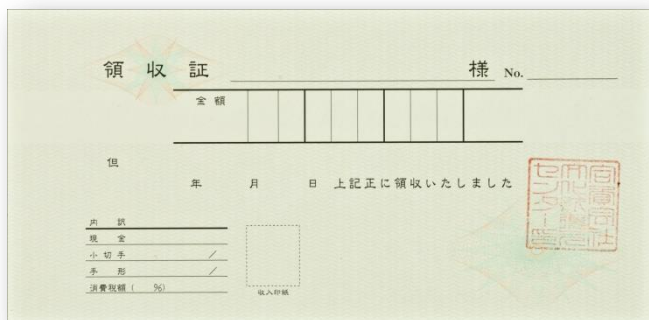 領収証 様 No.
金額
但
年 月 日 上記正に領収いたしました
内訳
現金
小切手 /
手形 /
消費税額( %)
収入印紙